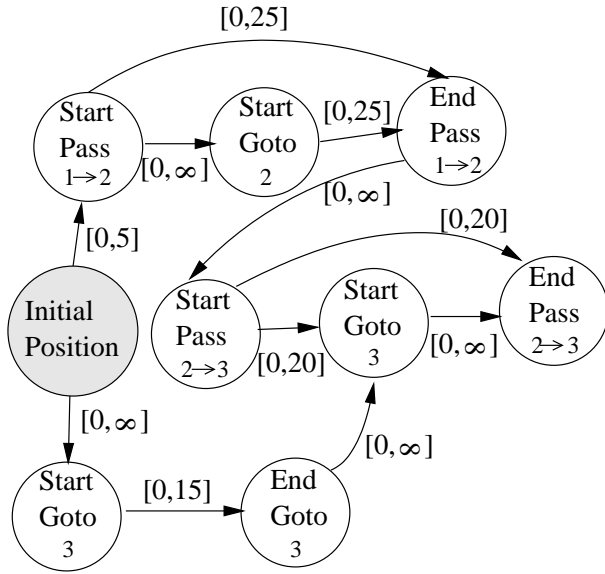 [0,25]
Start
Pass
1→2
Start
Goto
2
[0,25]
End
Pass
1→2
[0,∞]
[0,∞]
[0,5]
[0,20]
Initial
Position
Start
Pass
2→3
Start
Goto
3
End
Pass
2→3
[0,20]
[0,∞]
[0,∞]
[0,∞]
Start
Goto
3
[0,15]
End
Goto
3